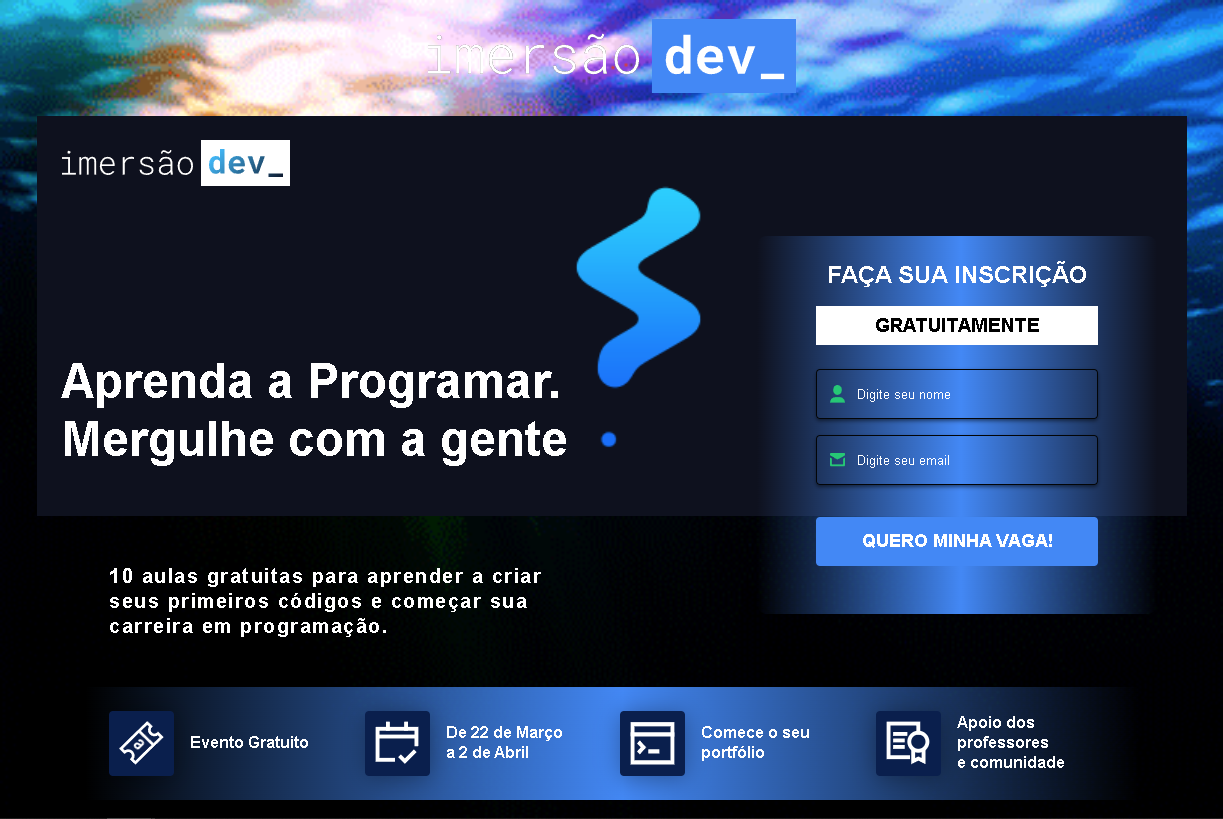 imersão dev_
imersão dev_
Aprenda a Programar.
Mergulhe com a gente
FAÇA SUA INSCRIÇÃO
GRATUITAMENTE
Digite seu nome
Digite seu email
QUERO MINHA VAGA!
10 aulas gratuitas para aprender a criar
seus primeiros códigos e começar sua
carreira em programação.
Evento Gratuito
De 22 de Março
a 2 de Abril
Comece o seu
portfólio
Apoio dos
professores
e comunidade